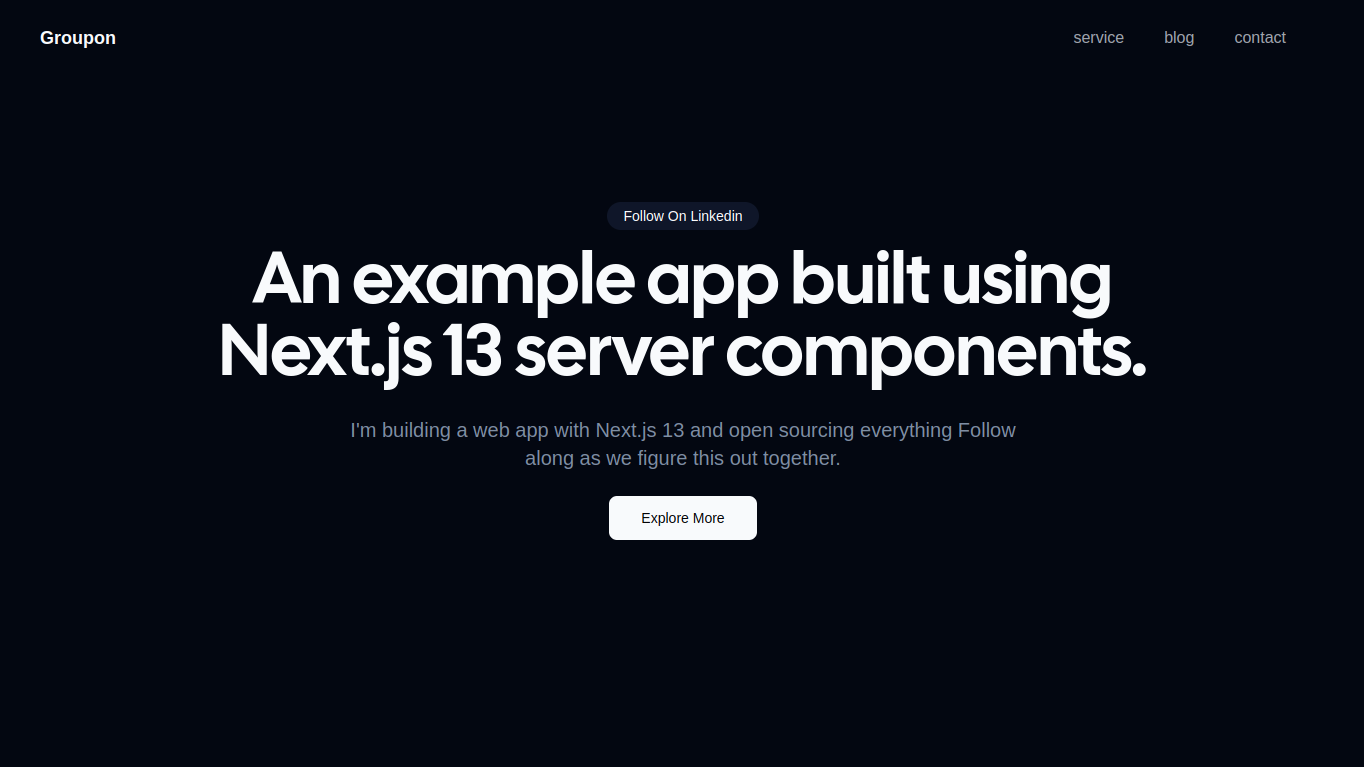 Groupon
service
blog
contact
Follow On Linkedin
An example app built using
Next.js 13 server components.
I'm building a web app with Next.js 13 and open sourcing everything Follow
along as we figure this out together.
Explore More